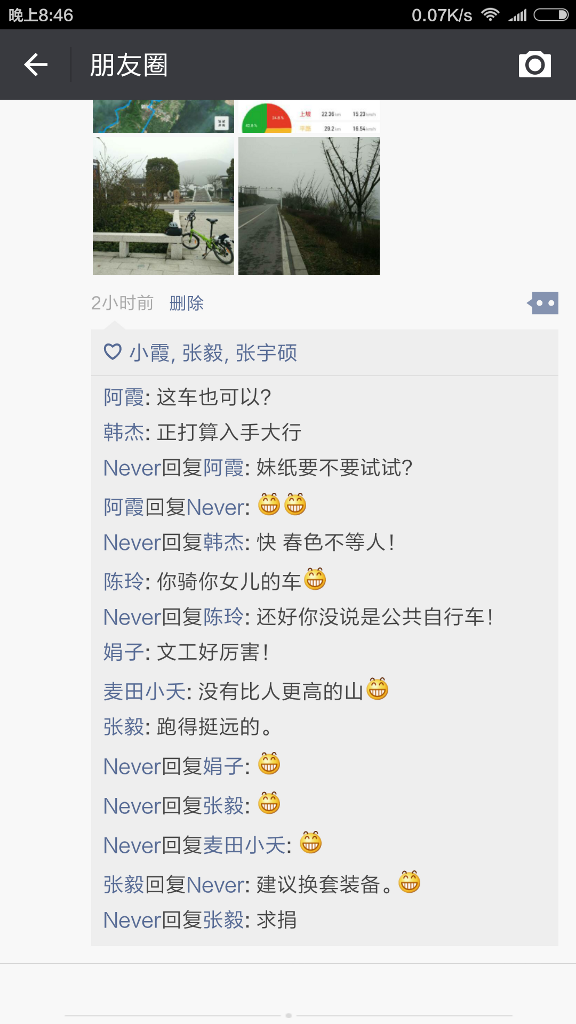 晚上8:46 0.07K/s
朋友圈
上坡 22.36 km 15.23 km/h
平路 29.2 km 16.54 km/h
2小时前 删除
小霞, 张毅, 张宇硕
阿霞: 这车也可以?
韩杰: 正打算入手大行
Never回复阿霞: 妹纸要不要试试?
阿霞回复Never: 😁😁
Never回复韩杰: 快 春色不等人!
陈玲: 你骑你女儿的车😁
Never回复陈玲: 还好你没说是公共自行车!
娟子: 文工好厉害!
麦田小天: 没有比人更高的山😁
张毅: 跑得挺远的。
Never回复娟子: 😁
Never回复张毅: 😁
Never回复麦田小天: 😁
张毅回复Never: 建议换套装备。😁
Never回复张毅: 求捐